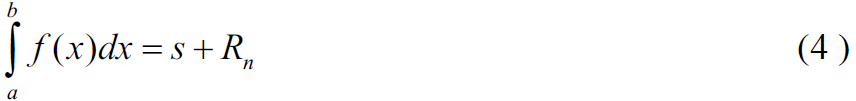 ∫_a^b f(x)dx = s + R_n (4 )